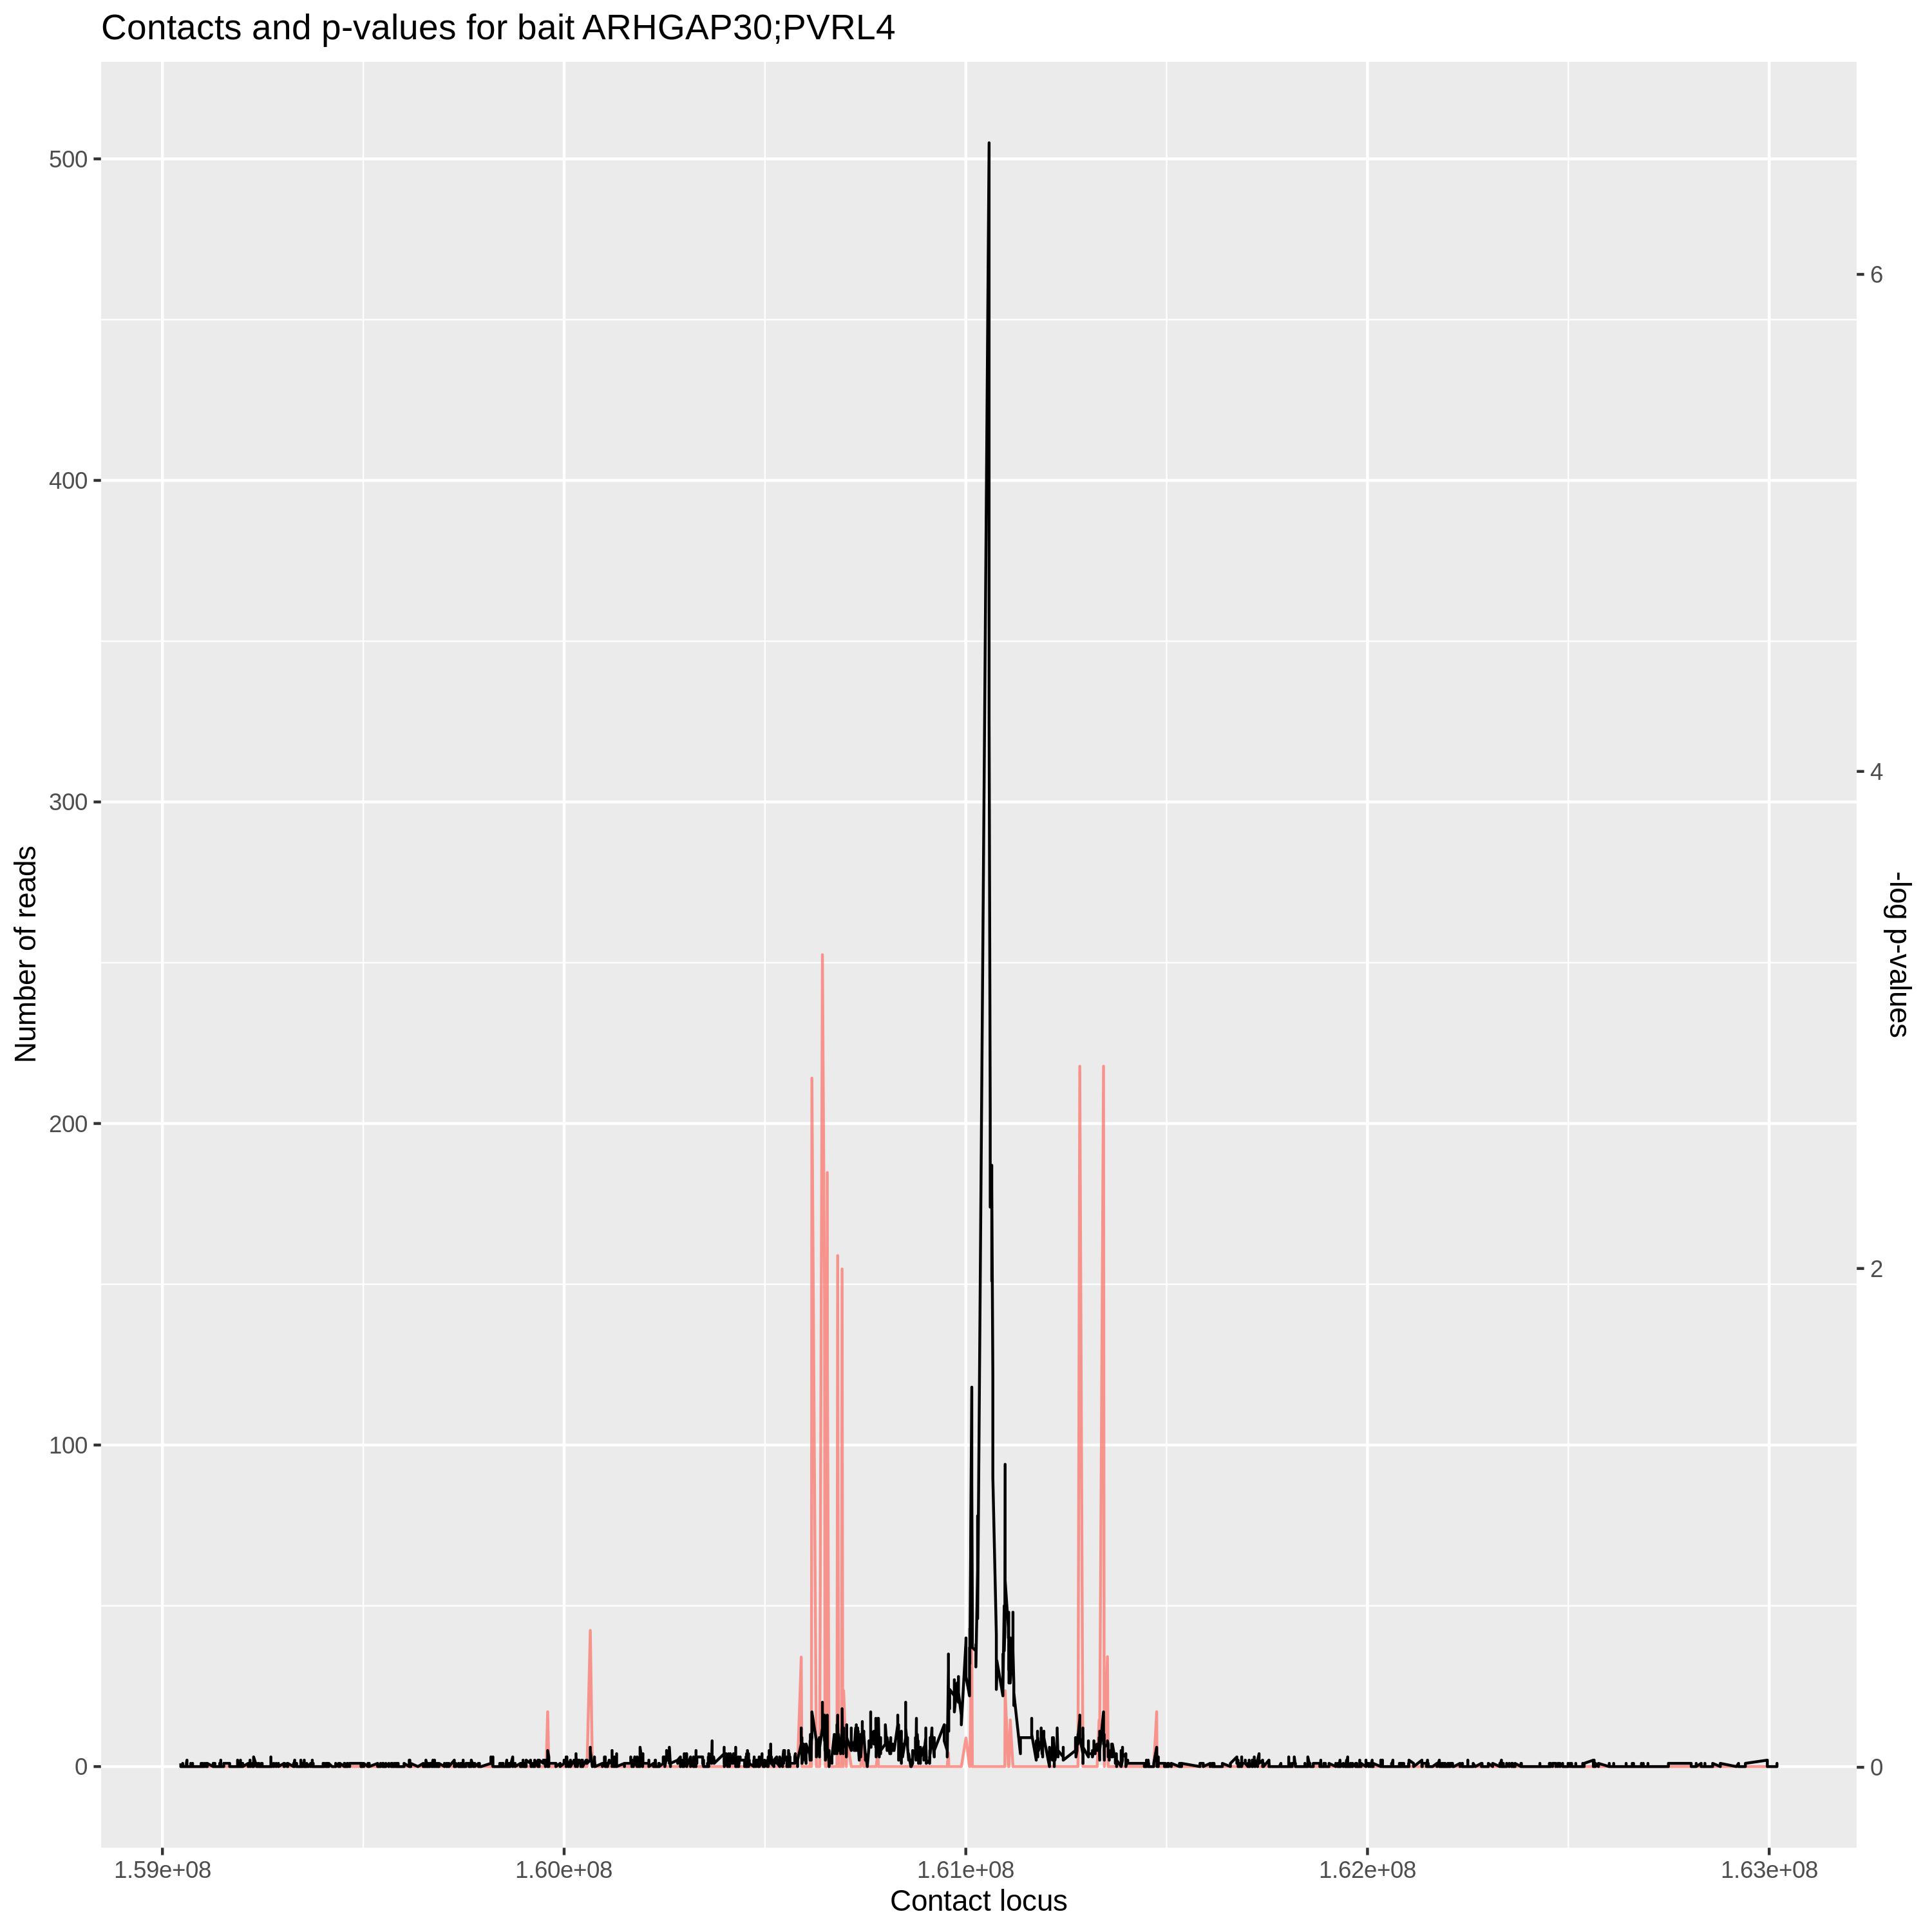 Contacts and p-values for bait ARHGAP30;PVRL4
500
400
300
200
100
0
Number of reads
6
4
2
0
-log p-values
1.59e+08
1.60e+08
1.61e+08
1.62e+08
1.63e+08
Contact locus